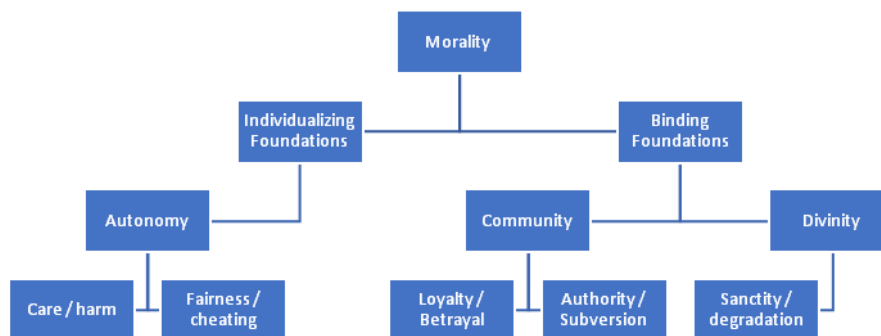 Morality
Individualizing
Foundations
Binding
Foundations
Autonomy
Community
Divinity
Care / harm
Fairness /
cheating
Loyalty /
Betrayal
Authority /
Subversion
Sanctity /
degradation